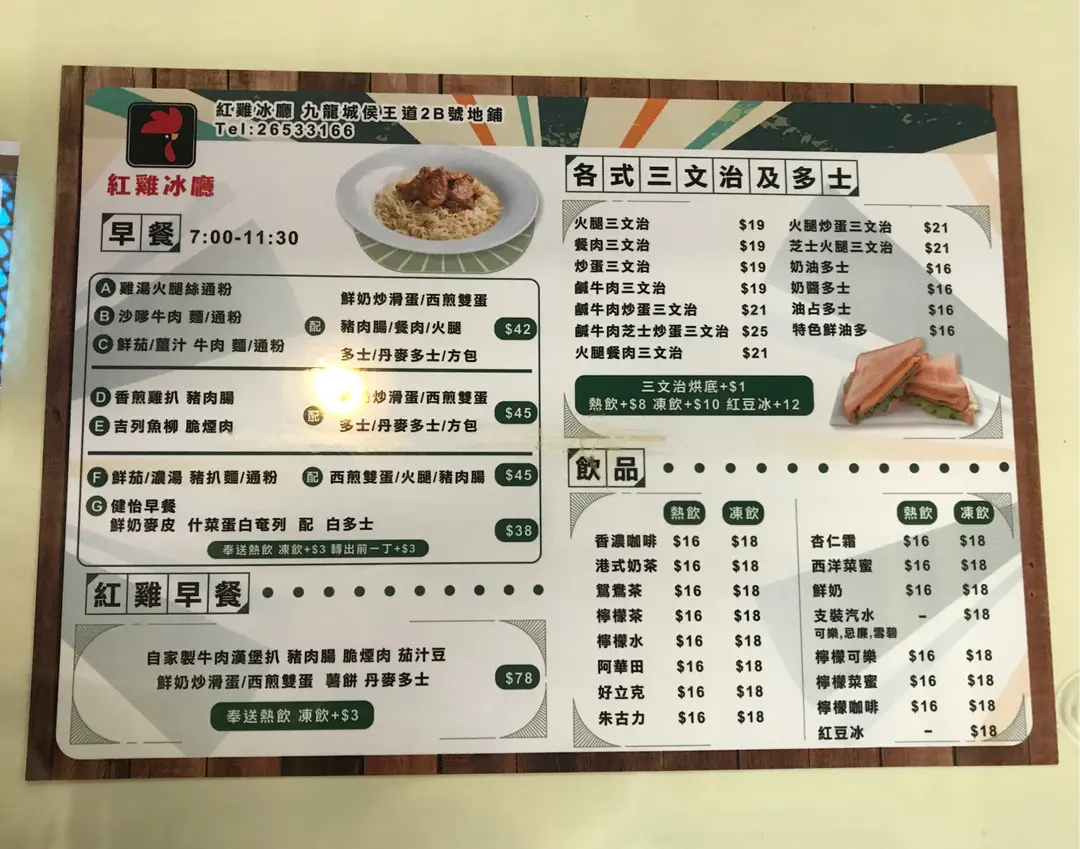 紅雞冰廳 九龍城侯王道2B號地鋪
Tel:26533166
紅雞冰廳
早餐 7:00-11:30
A 雞湯火腿絲通粉
B 沙嗲牛肉 麵/通粉
C 鮮茄/薑汁 牛肉 麵/通粉
配
鮮奶炒滑蛋/西煎雙蛋
豬肉腸/餐肉/火腿
多士/丹麥多士/方包
$42
D 香煎雞扒 豬肉腸
E 吉列魚柳 脆煙肉
配
炒滑蛋/西煎雙蛋
多士/丹麥多士/方包
$45
F 鮮茄/濃湯 豬扒麵/通粉 配 西煎雙蛋/火腿/豬肉腸 $45
G 健怡早餐
鮮奶麥皮 什菜蛋白奄列 配 白多士 $38
奉送熱飲 凍飲+$3 轉出前一丁+$3
紅雞早餐
自家製牛肉漢堡扒 豬肉腸 脆煙肉 茄汁豆
鮮奶炒滑蛋/西煎雙蛋 薯餅 丹麥多士 $78
奉送熱飲 凍飲+$3
各式三文治及多士
火腿三文治 $19
餐肉三文治 $19
炒蛋三文治 $19
鹹牛肉三文治 $19
鹹牛肉炒蛋三文治 $21
鹹牛肉芝士炒蛋三文治 $25
火腿餐肉三文治 $21
火腿炒蛋三文治 $21
芝士火腿三文治 $21
奶油多士 $16
奶醬多士 $16
油占多士 $16
特色鮮油多 $16
三文治烘底+$1
熱飲+$8 凍飲+$10 紅豆冰+12
飲品
熱飲 凍飲
香濃咖啡 $16 $18
港式奶茶 $16 $18
鴛鴦茶 $16 $18
檸檬茶 $16 $18
檸檬水 $16 $18
阿華田 $16 $18
好立克 $16 $18
朱古力 $16 $18
熱飲 凍飲
杏仁霜 $16 $18
西洋菜蜜 $16 $18
鮮奶 $16 $18
支裝汽水 – $18
可樂,忌廉,雪碧
檸檬可樂 $16 $18
檸檬菜蜜 $16 $18
檸檬咖啡 $16 $18
紅豆冰 – $18